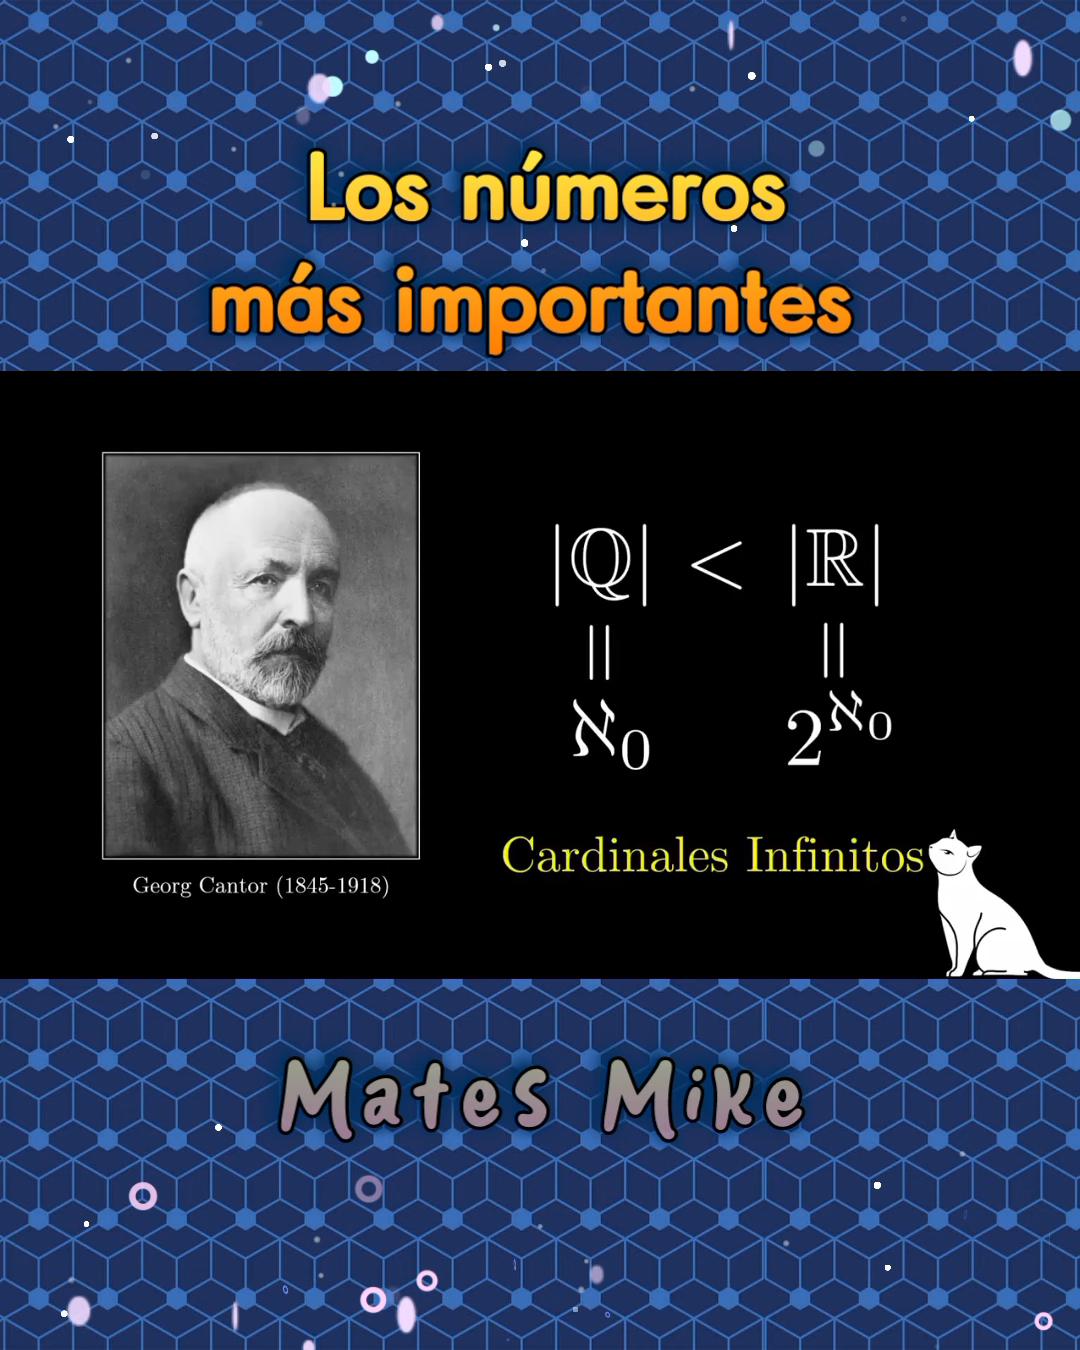 Los números
más importantes
|ℚ| < |ℝ|
|| ||
ℵ₀ 2^ℵ₀
Cardinales Infinitos
Georg Cantor (1845-1918)
Mates Mike